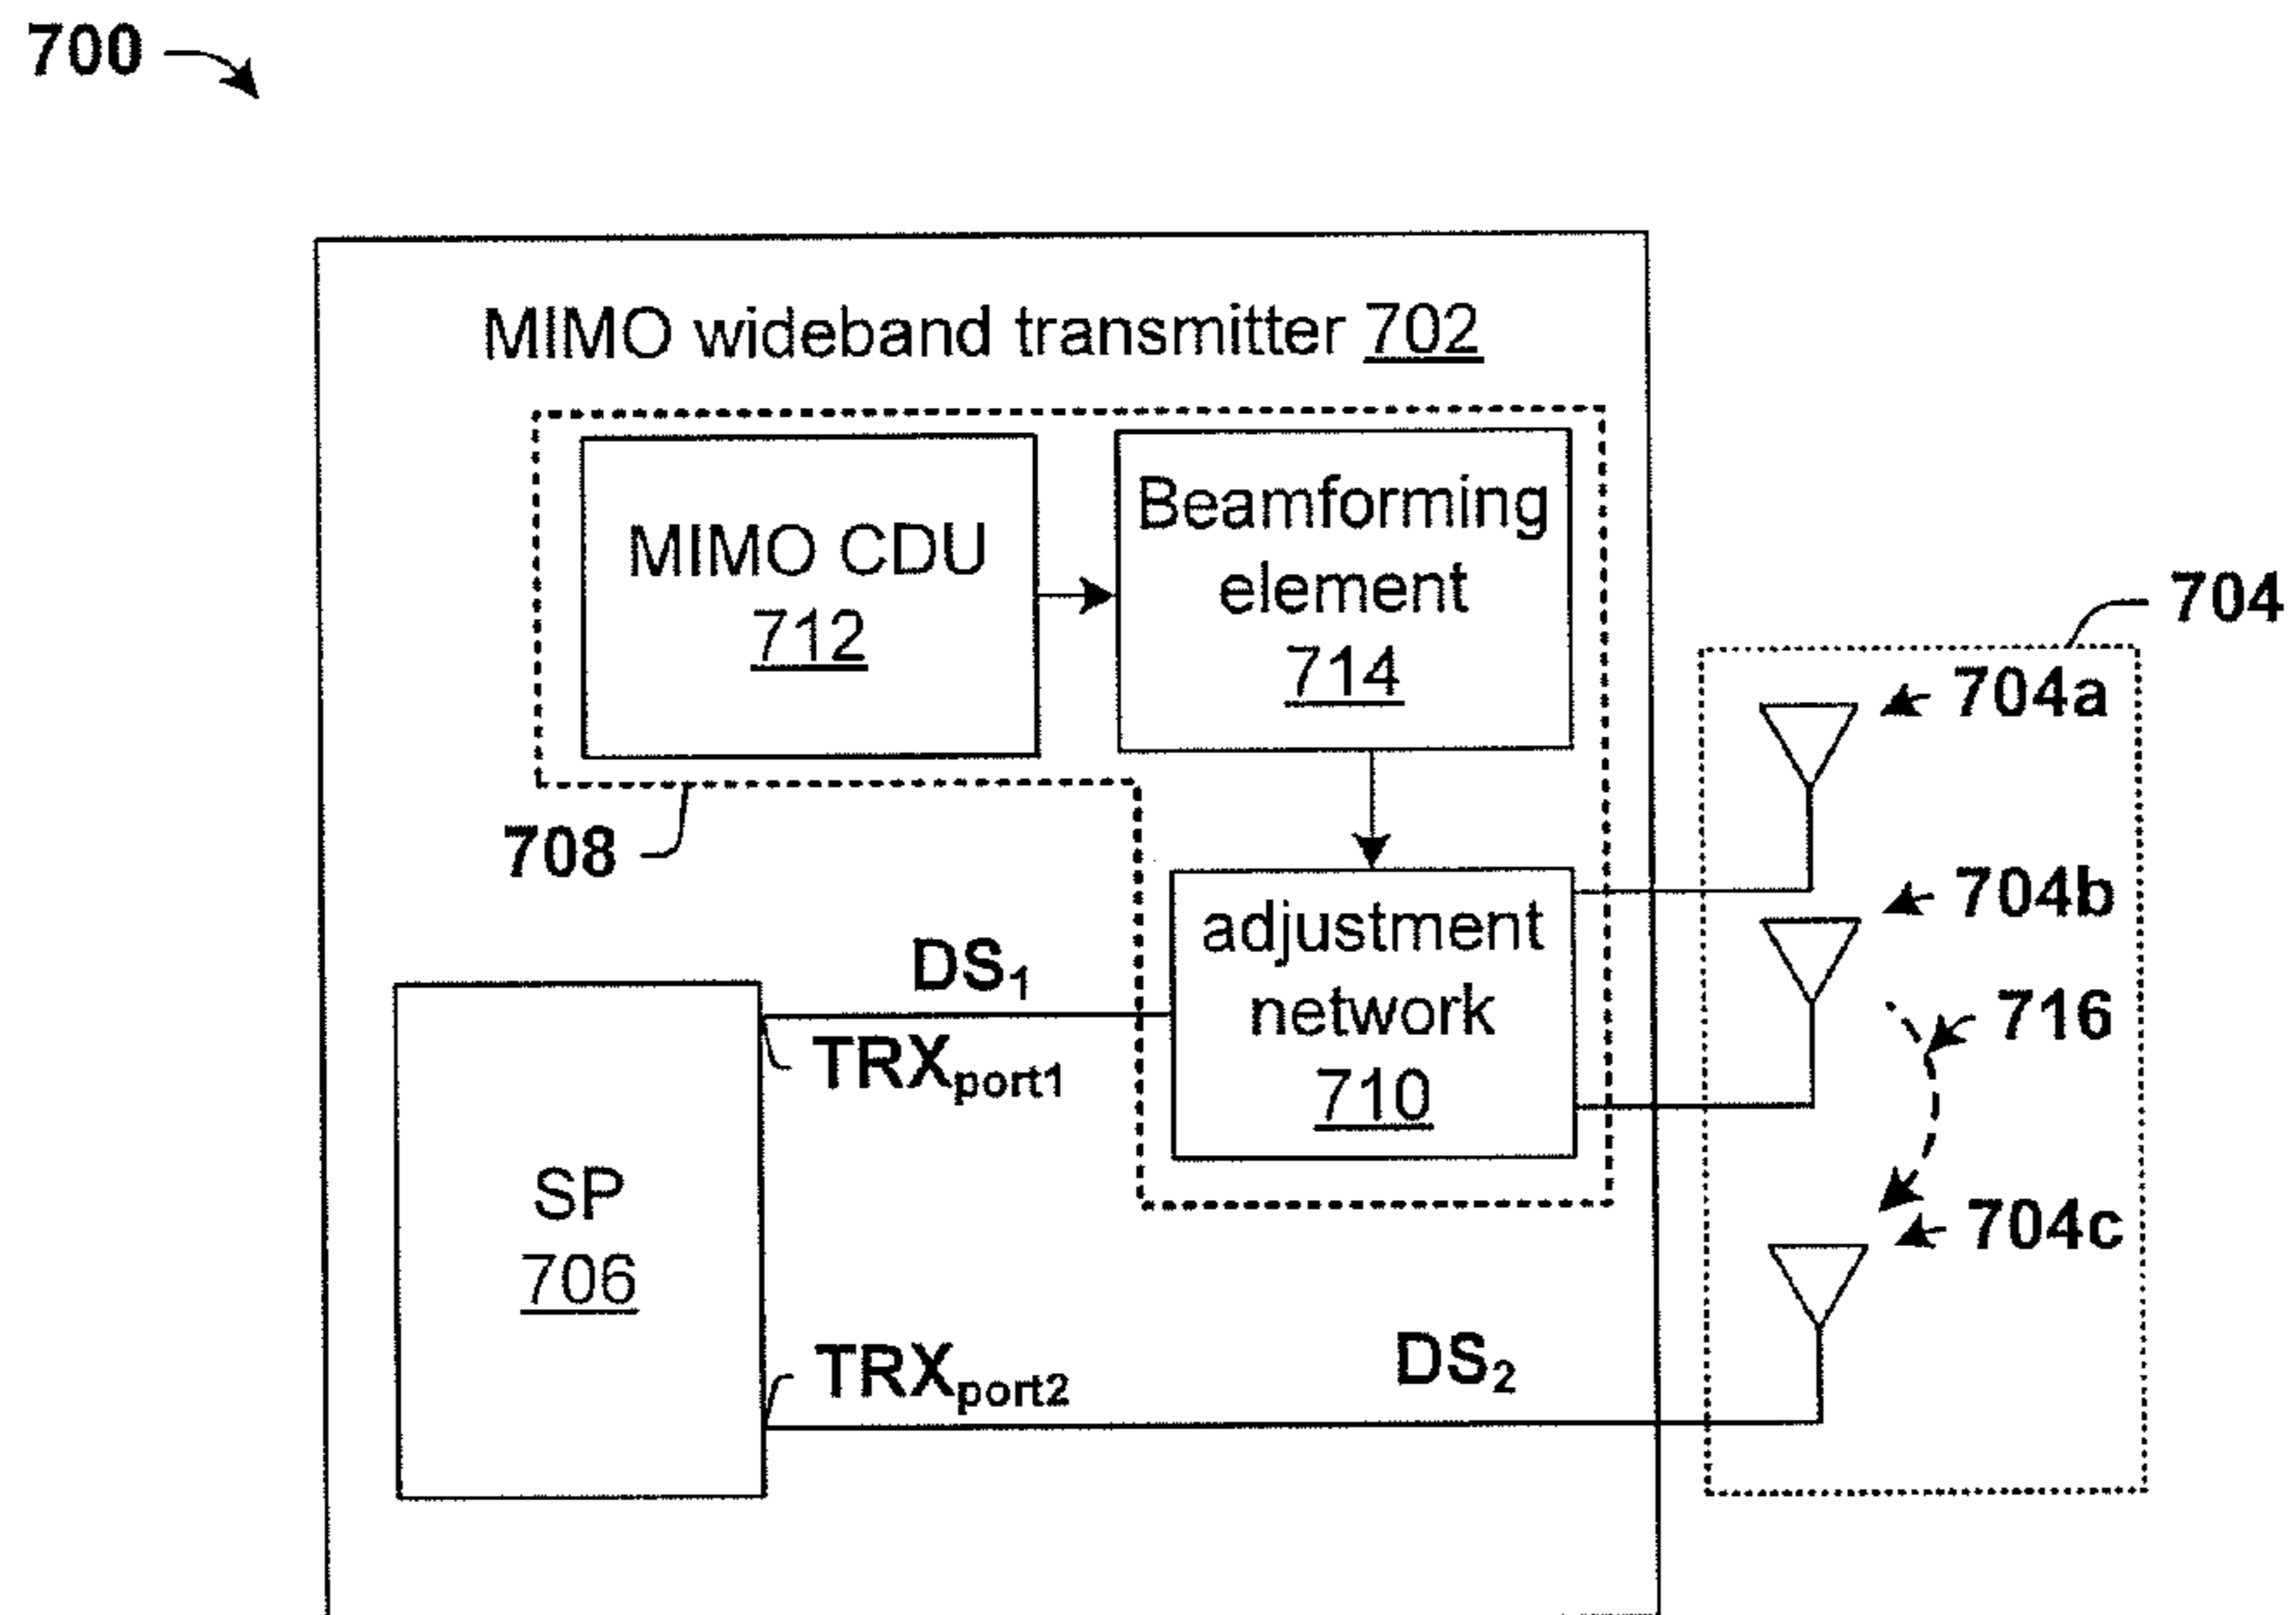 700
MIMO wideband transmitter 702
MIMO CDU
712
Beamforming
element
714
704
704a
708
704b
adjustment
network
710
DS₁
TRXport1
716
SP
706
704c
TRXport2
DS₂